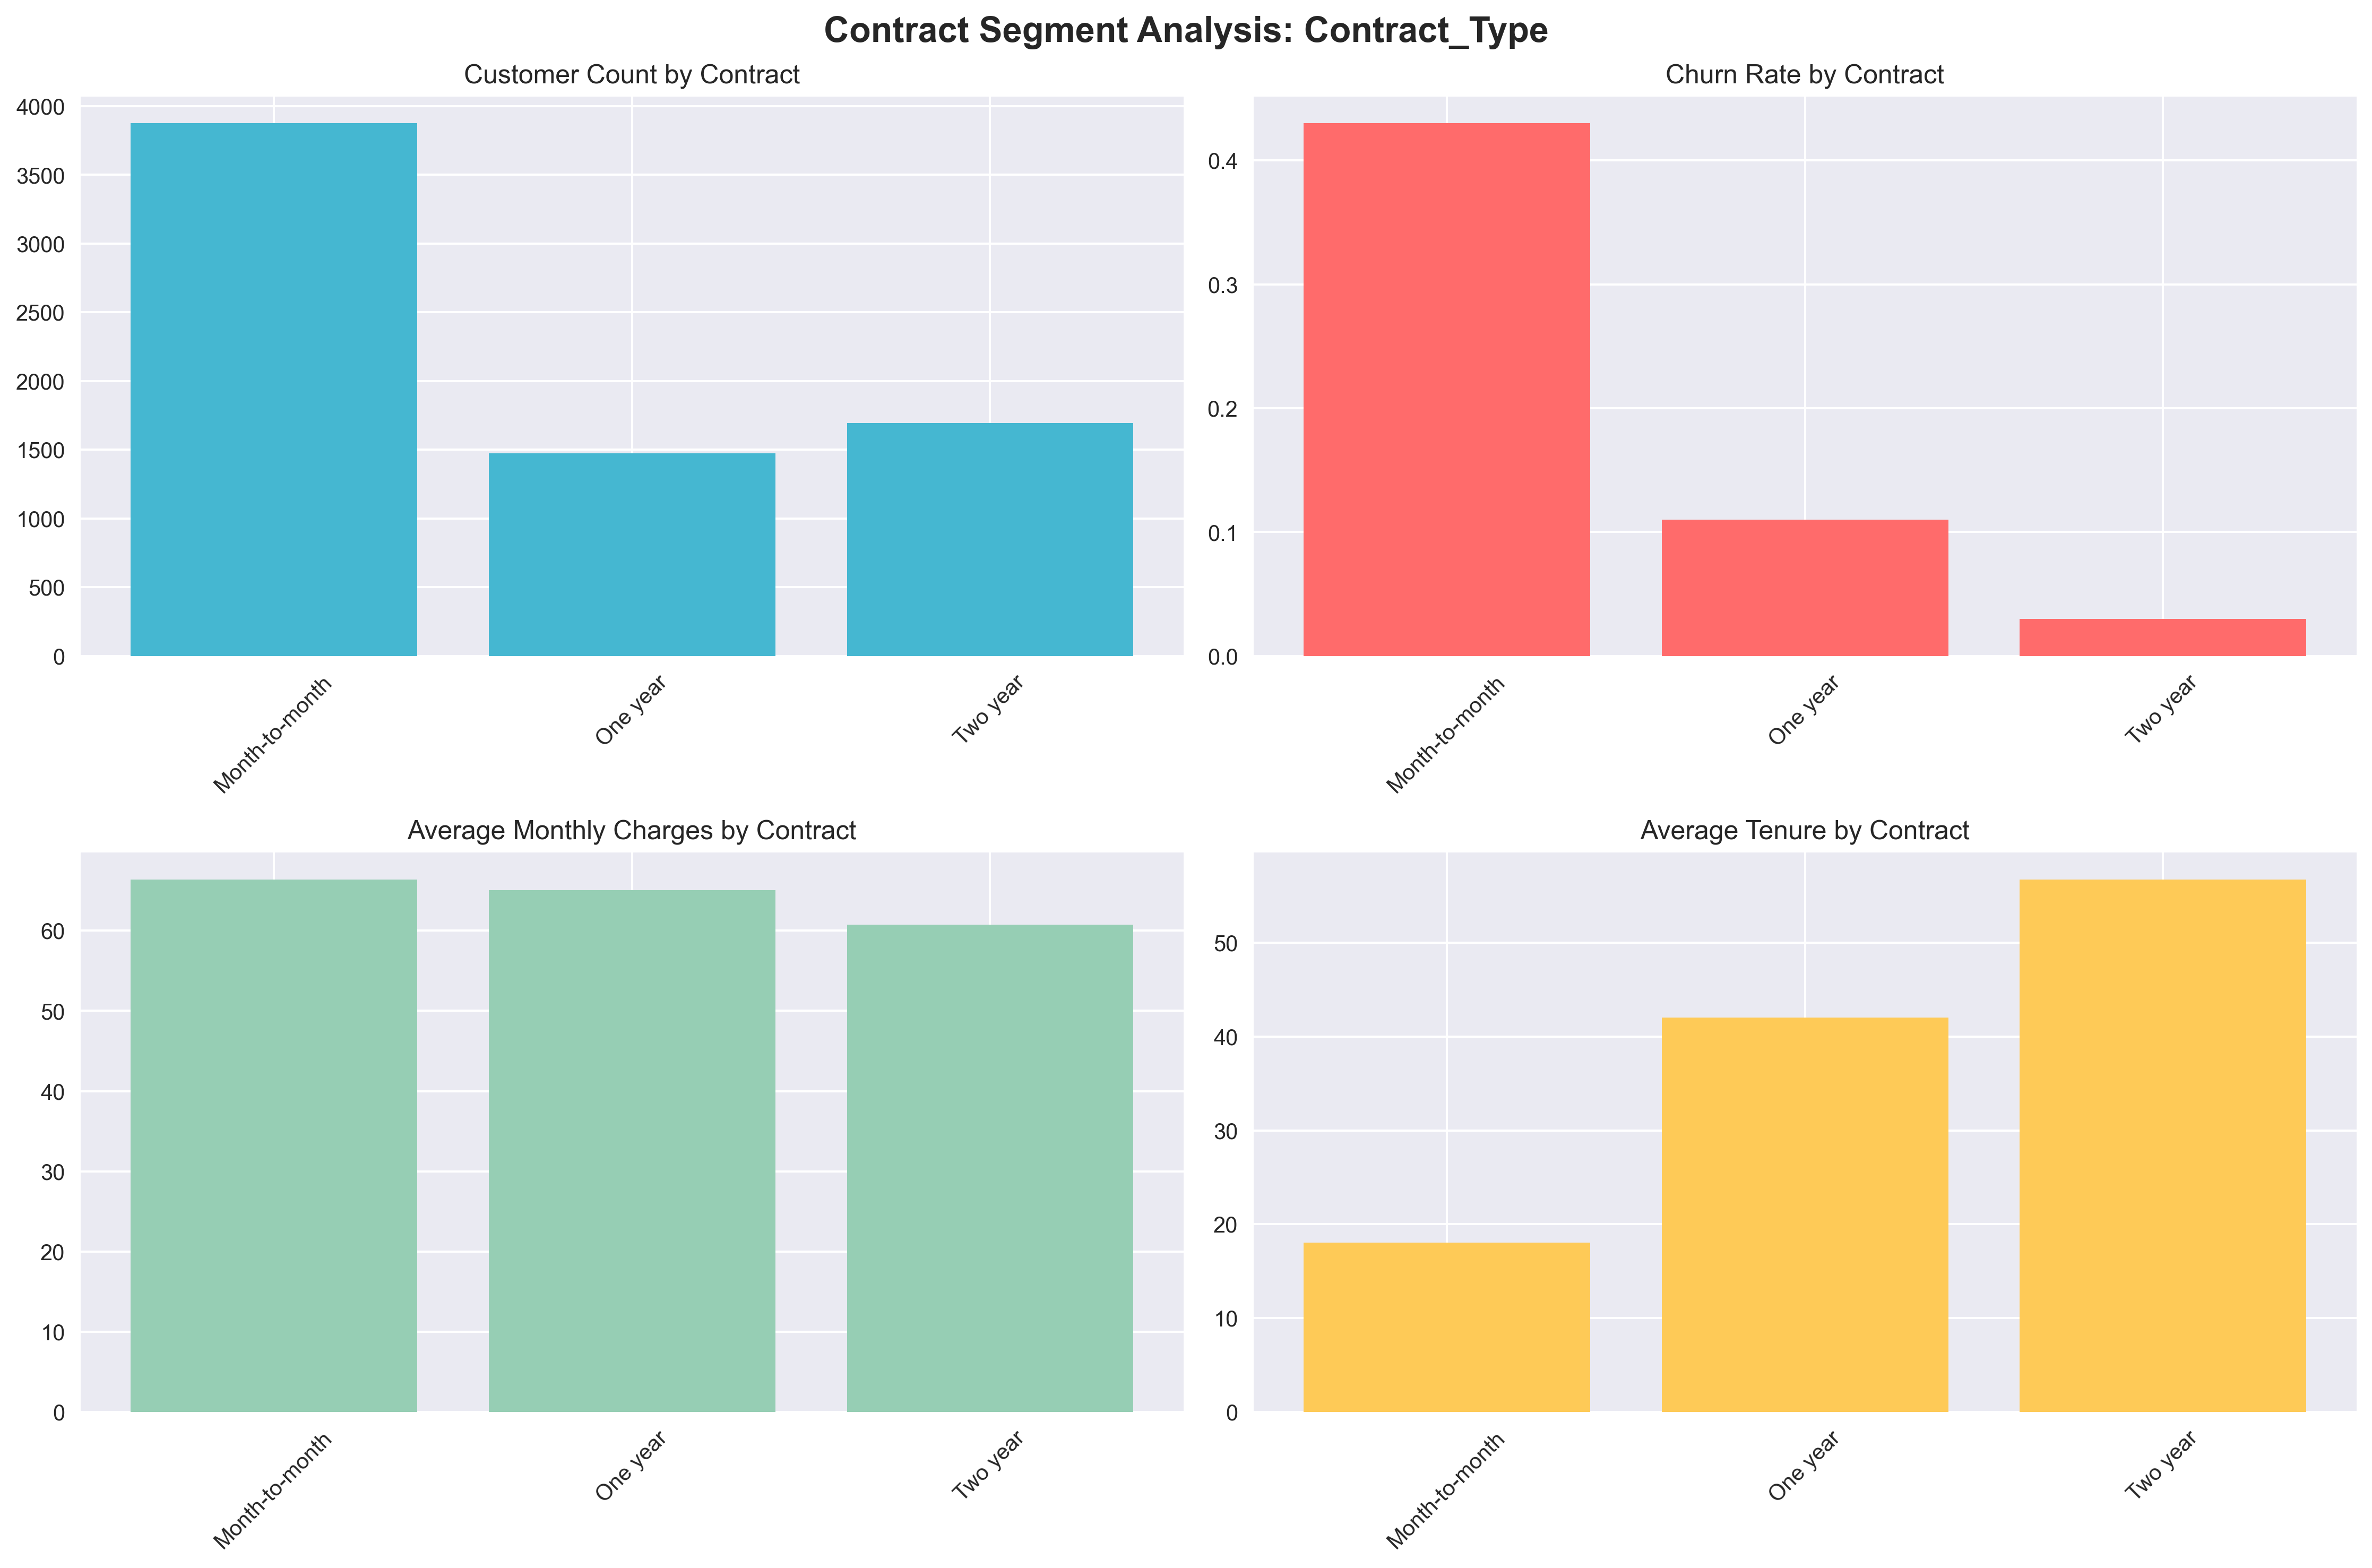 Contract Segment Analysis: Contract_Type
Customer Count by Contract
4000
3500
3000
2500
2000
1500
1000
500
0
Month-to-month
One year
Two year
Churn Rate by Contract
0.4
0.3
0.2
0.1
0.0
Month-to-month
One year
Two year
Average Monthly Charges by Contract
60
50
40
30
20
10
0
Month-to-month
One year
Two year
Average Tenure by Contract
50
40
30
20
10
0
Month-to-month
One year
Two year